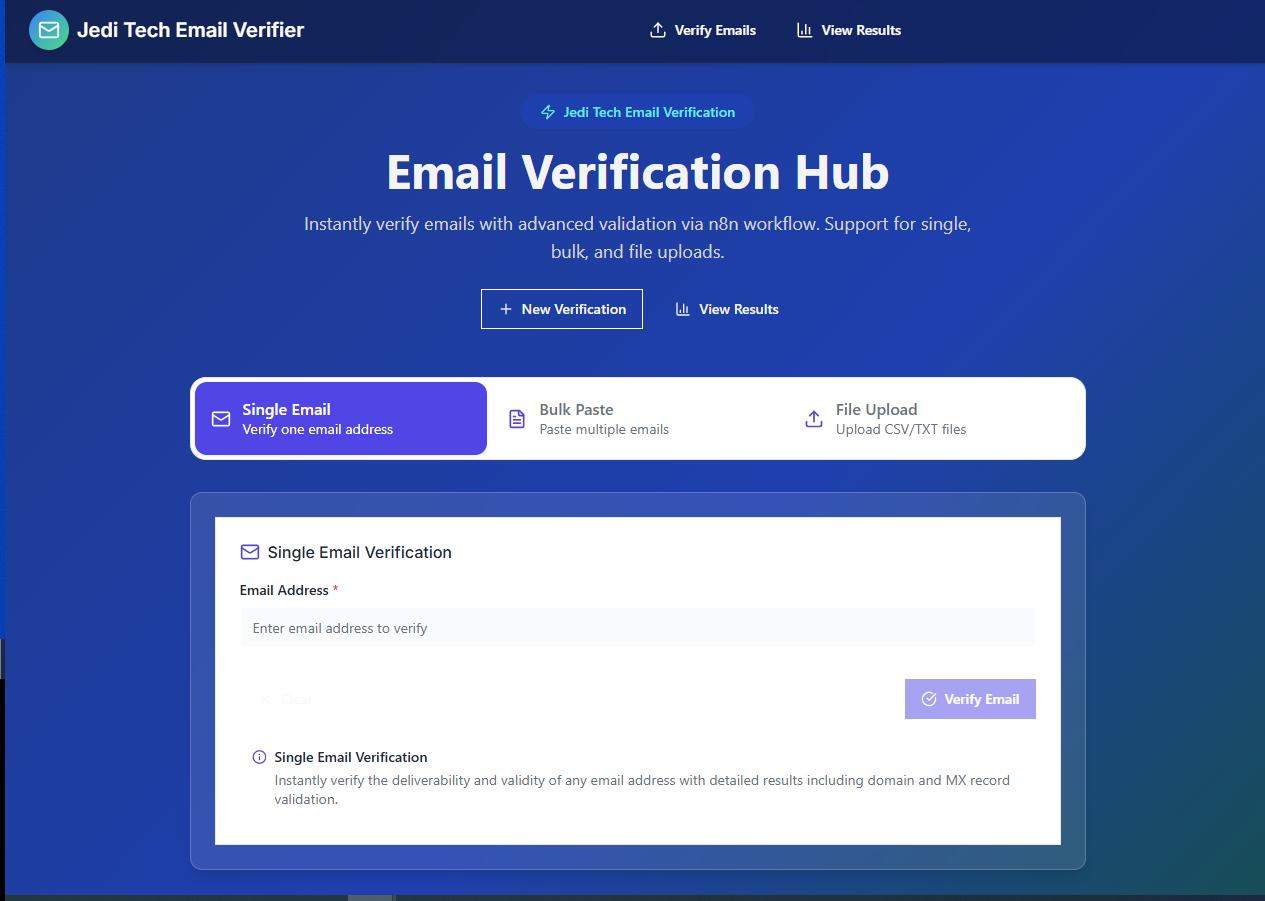 Jedi Tech Email Verifier
Verify Emails
View Results
Jedi Tech Email Verification
Email Verification Hub
Instantly verify emails with advanced validation via n8n workflow. Support for single,
bulk, and file uploads.
New Verification
View Results
Single Email
Verify one email address
Bulk Paste
Paste multiple emails
File Upload
Upload CSV/TXT files
Single Email Verification
Email Address *
Enter email address to verify
Clear
Verify Email
Single Email Verification
Instantly verify the deliverability and validity of any email address with detailed results including domain and MX record
validation.